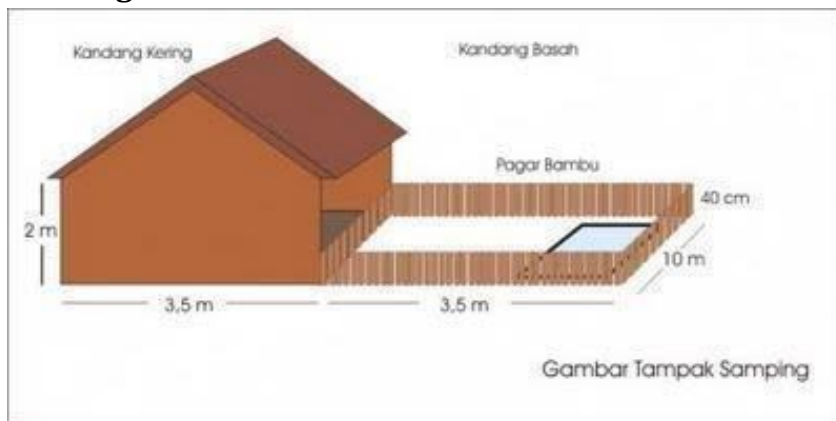 Kandang Kering
Kandang Basah
Pagar Bambu
40 cm
2 m
10 m
3,5 m
3,5 m
Gambar Tampak Samping